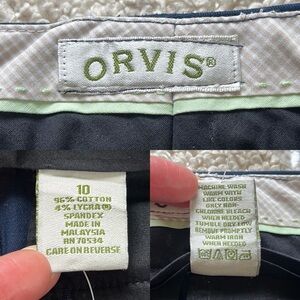 ORVIS®
10
96% COTTON
4% LYCRA®
SPANDEX
MADE IN
MALAYSIA
RN 70534
CARE ON REVERSE
MACHINE WASH
WARM WITH
LIKE COLOURS
ONLY NON-
CHLORINE BLEACH
WHEN NEEDED
TUMBLE DRY LOW
REMOVE PROMPTLY
WARM IRON
WHEN NEEDED